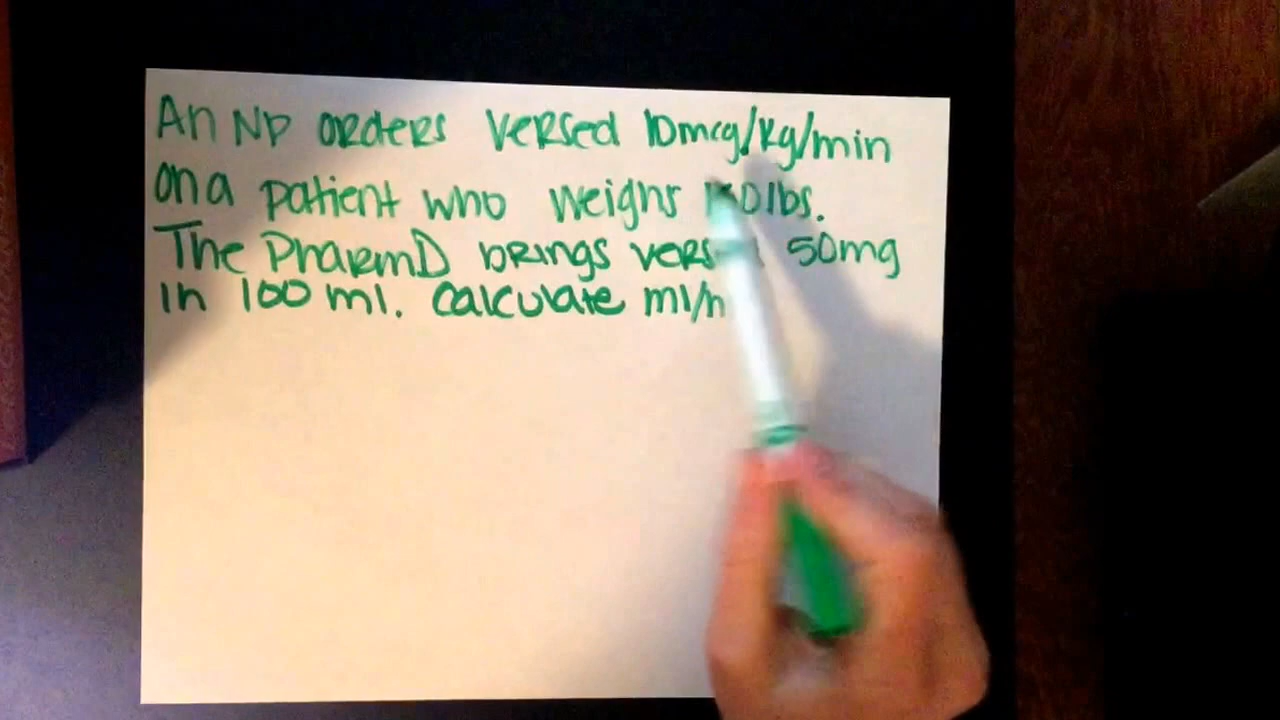 An NP orders versed 10mcg/kg/min
on a patient who weighs lbs.
The PharmD brings 50mg
in 100 ml. calculate